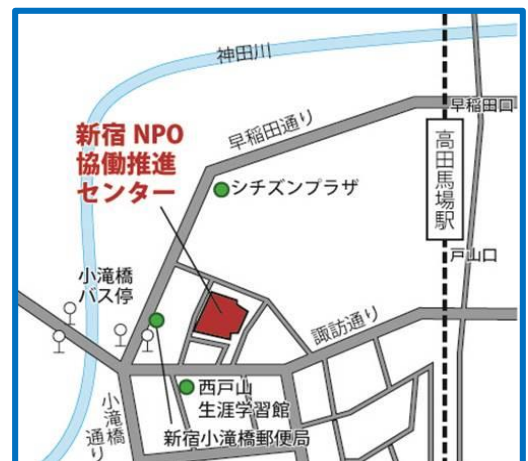 神田川
早稲田口
早稲田通り
新宿 NPO
協働推進
センター
高田馬場駅
シチズンプラザ
戸山口
小滝橋
バス停
諏訪通り
西戸山
生涯学習館
新宿小滝橋郵便局
小滝橋
通り